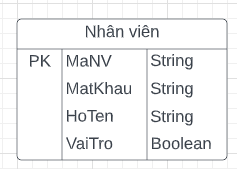 Nhân viên
PK MaNV String
MatKhau String
HoTen String
VaiTro Boolean